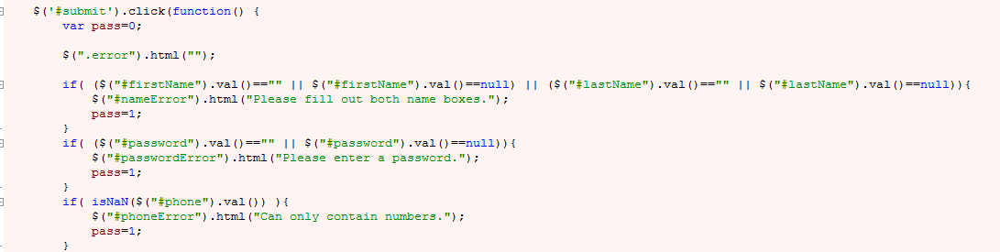 $('#submit').click(function() {
var pass=0;
$(".error").html("");
if( ($("#firstName").val()=="" || $("#firstName").val()==null) || ($("#lastName").val()=="" || $("#lastName").val()==null)){
$("#nameError").html("Please fill out both name boxes.");
pass=1;
}
if( ($("#password").val()=="" || $("#password").val()==null)){
$("#passwordError").html("Please enter a password.");
pass=1;
}
if( isNaN($("#phone").val()) ){
$("#phoneError").html("Can only contain numbers.");
pass=1;
}